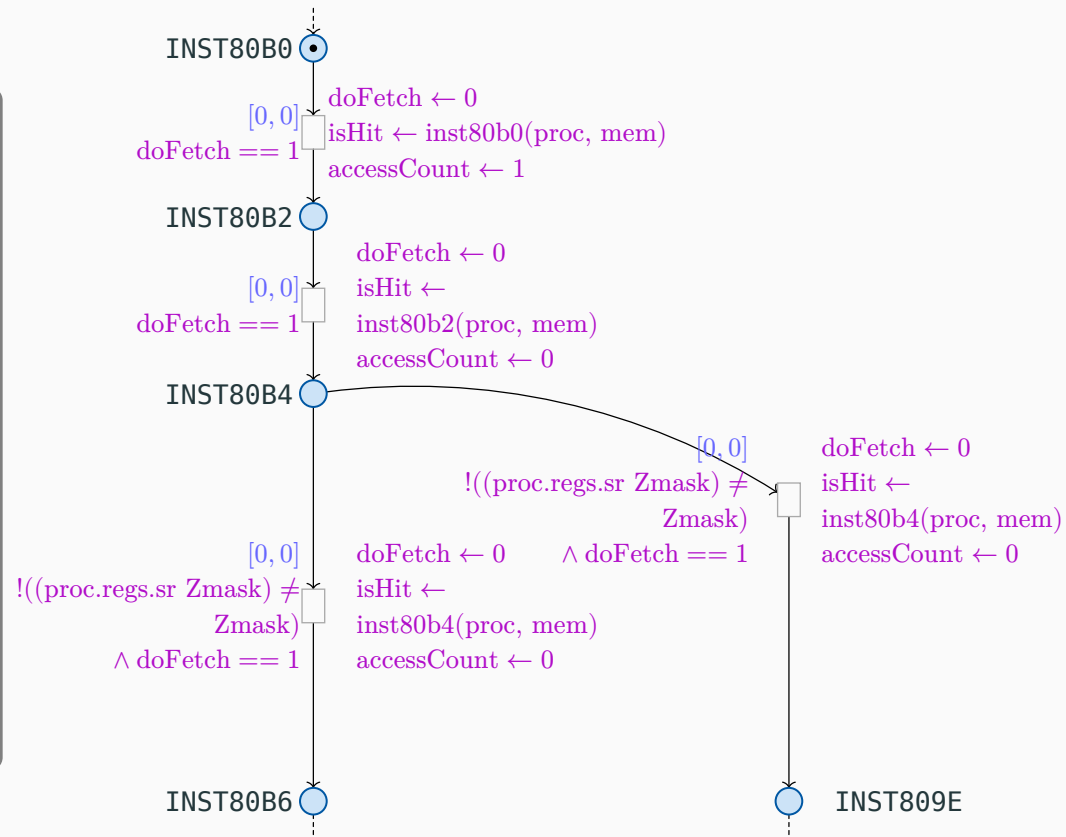 INST80B0
[0, 0]
doFetch == 1
doFetch ← 0
isHit ← inst80b0(proc, mem)
accessCount ← 1
INST80B2
[0, 0]
doFetch == 1
doFetch ← 0
isHit ←
inst80b2(proc, mem)
accessCount ← 0
INST80B4
[0, 0]
!((proc.regs.sr Zmask) ≠
Zmask)
∧ doFetch == 1
doFetch ← 0
isHit ←
inst80b4(proc, mem)
accessCount ← 0
[0, 0]
!((proc.regs.sr Zmask) ≠
Zmask)
∧ doFetch == 1
doFetch ← 0
isHit ←
inst80b4(proc, mem)
accessCount ← 0
INST80B6
INST809E